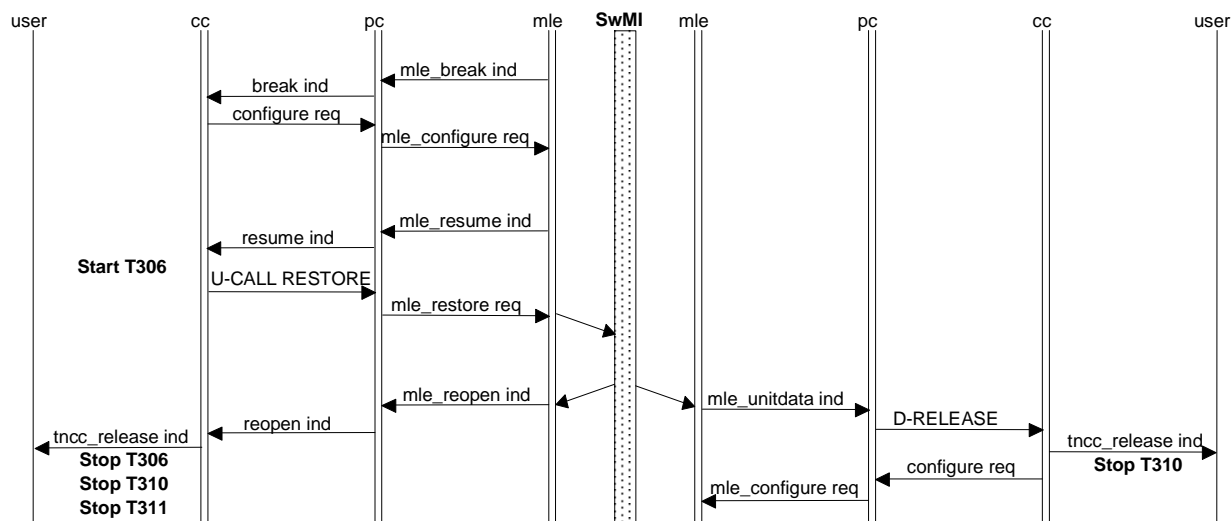 user cc pc mle SwMI mle pc cc user
mle_break ind
break ind
configure req
mle_configure req
mle_resume ind
resume ind
Start T306
U-CALL RESTORE
mle_restore req
mle_reopen ind
mle_unitdata ind
reopen ind
D-RELEASE
tncc_release ind
tncc_release ind
Stop T306
Stop T310
configure req
Stop T310
mle_configure req
Stop T311